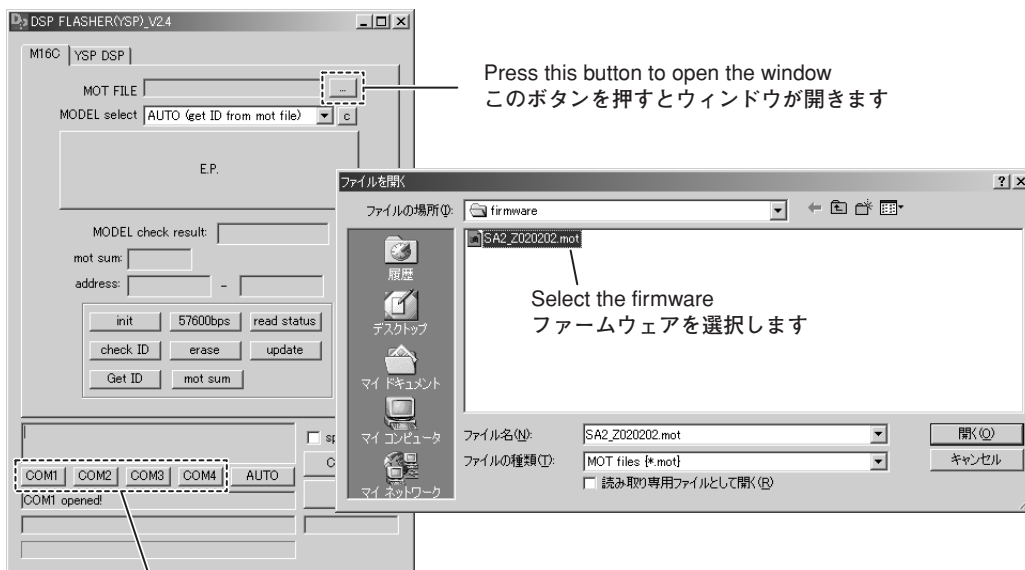 DSP FLASHER(YSP)_V2.4
M16C YSP DSP
MOT FILE ...
MODEL select AUTO (get ID from mot file) c
E.P.
MODEL check result:
mot sum:
address: -
init 57600bps read status
check ID erase update
Get ID mot sum
COM1 COM2 COM3 COM4 AUTO
COM1 opened!
Press this button to open the window
このボタンを押すとウィンドウが開きます
ファイルを開く
ファイルの場所(I): firmware
SA2_Z020202.mot
Select the firmware
ファームウェアを選択します
履歴
デスクトップ
マイ ドキュメント
マイ コンピュータ
マイ ネットワーク
ファイル名(N): SA2_Z020202.mot 開く(O)
ファイルの種類(T): MOT files {*.mot} キャンセル
読み取り専用ファイルとして開く(R)